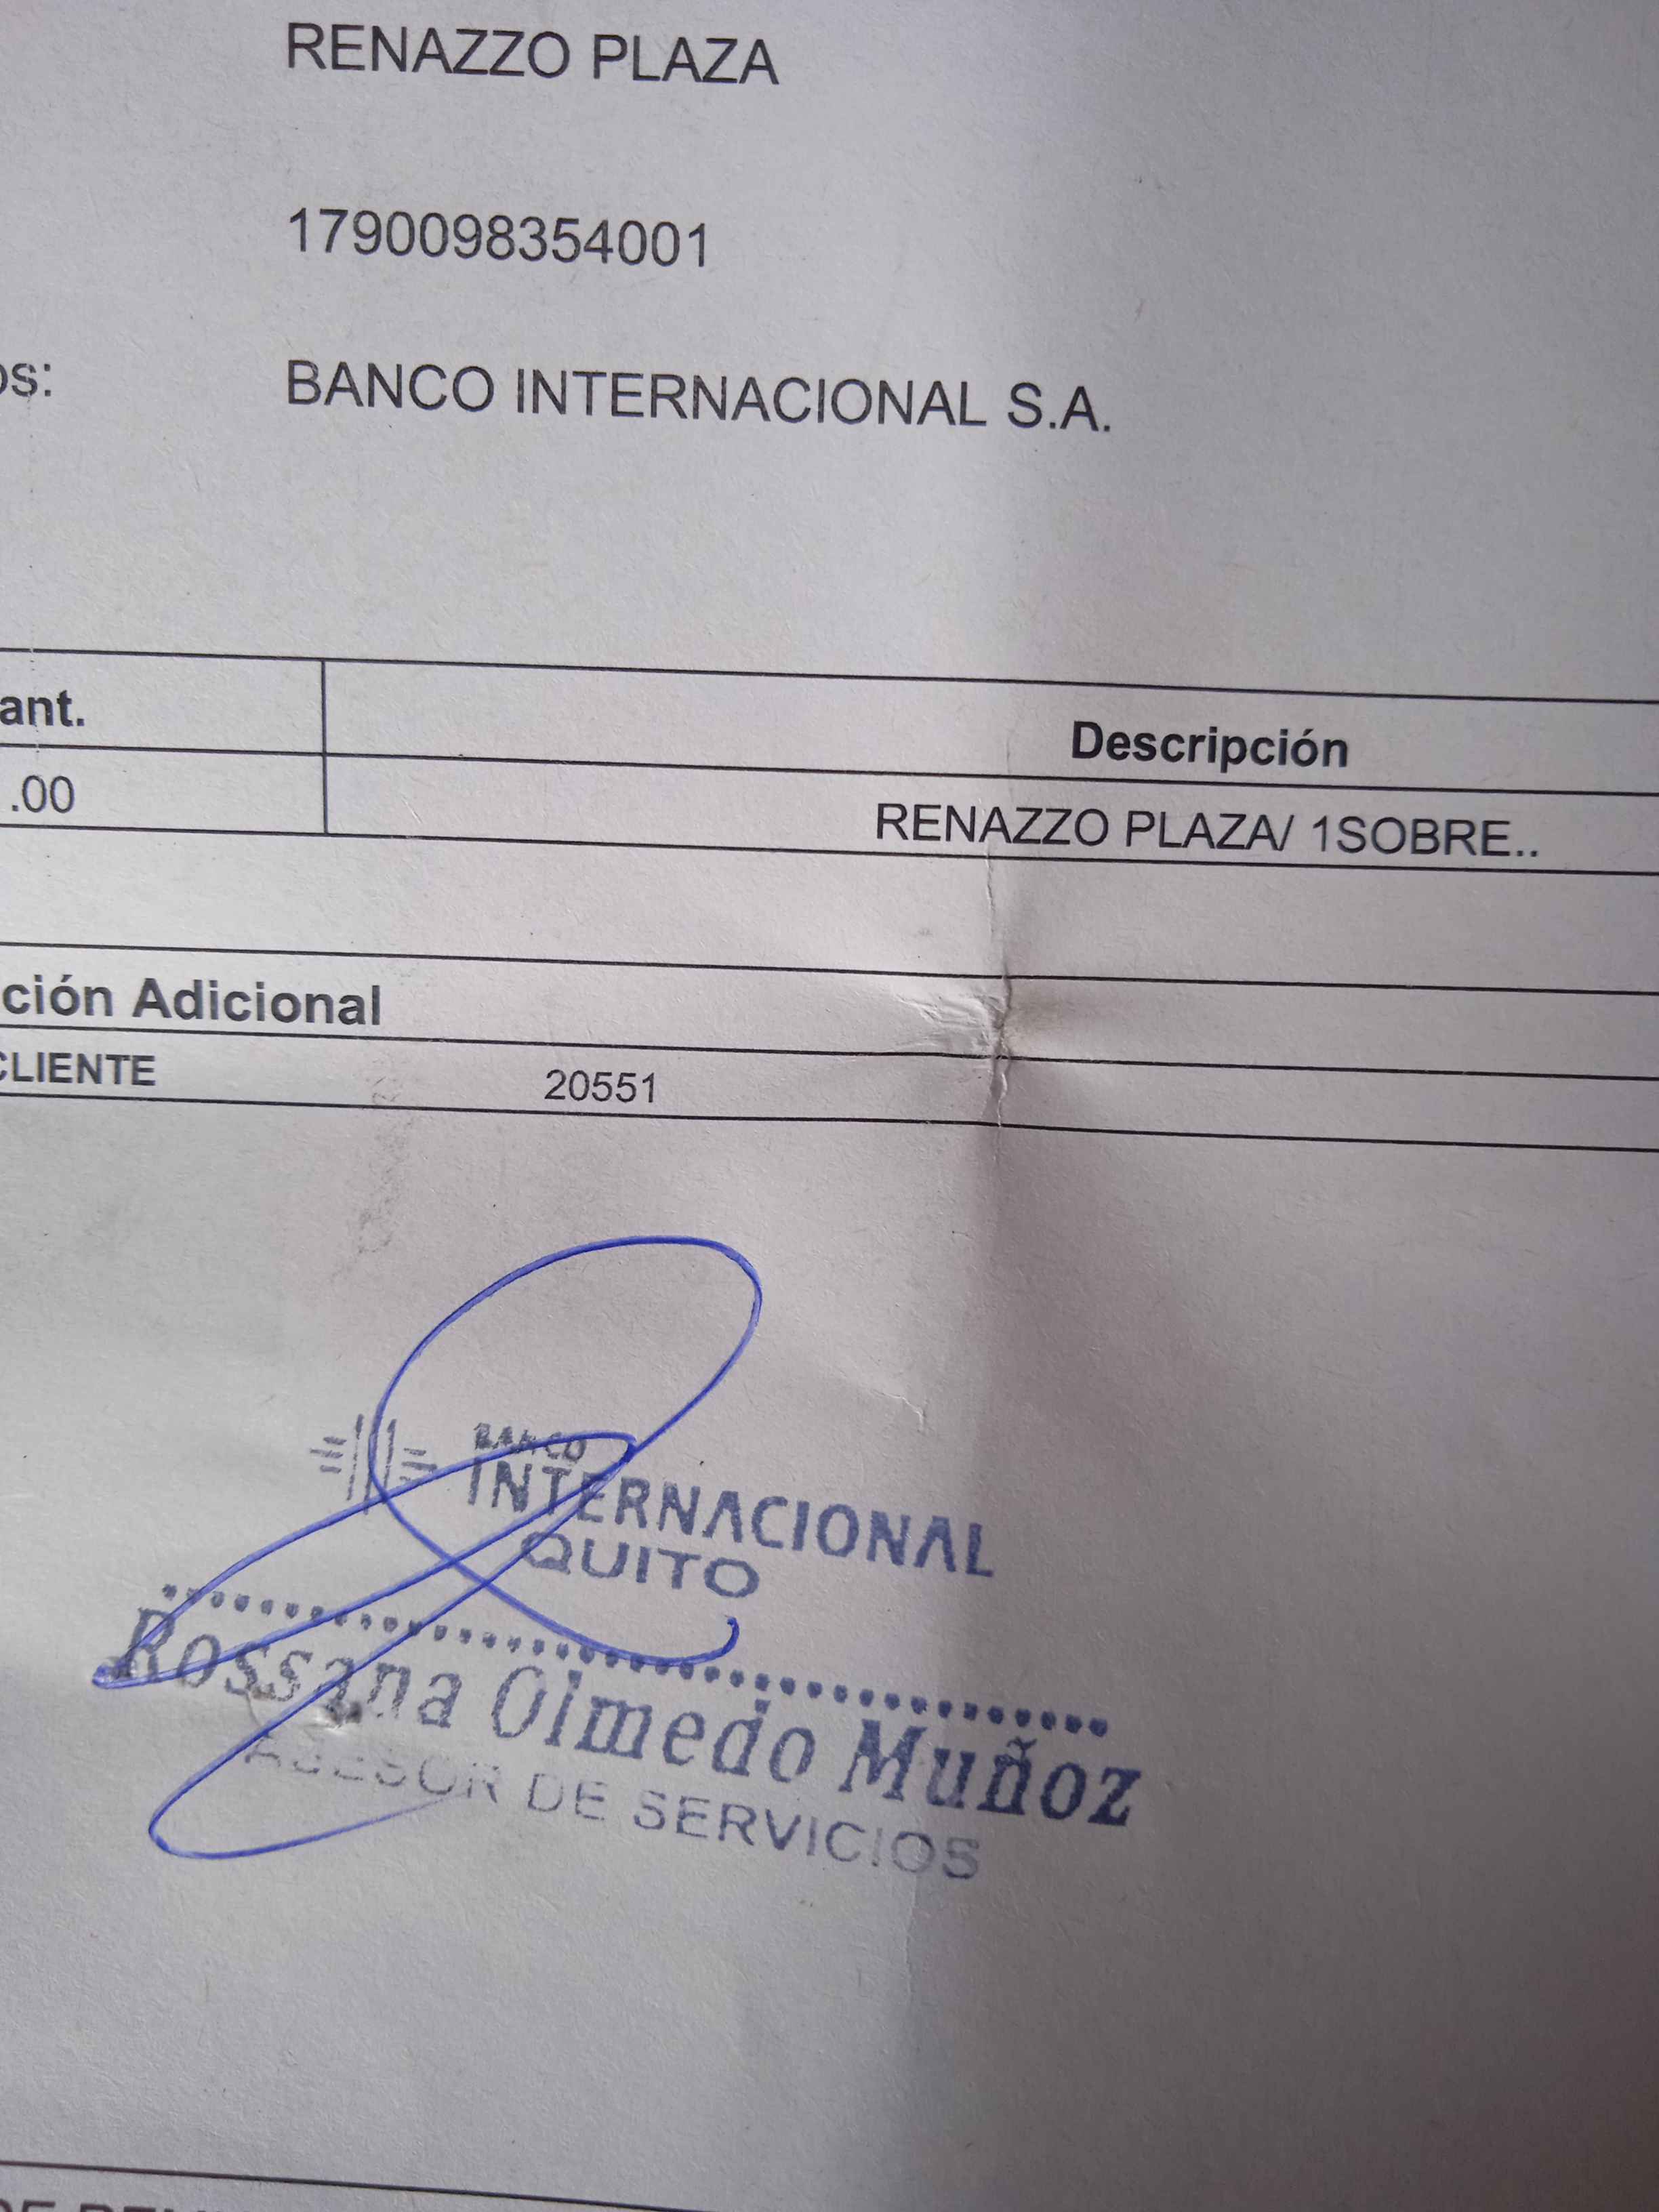 RENAZZO PLAZA
1790098354001
os: BANCO INTERNACIONAL S.A.
ant. Descripción
.00 RENAZZO PLAZA/ 1SOBRE..
ción Adicional
CLIENTE 20551
BANCO
INTERNACIONAL
QUITO
Rossana Olmedo Muñoz
ASESOR DE SERVICIOS